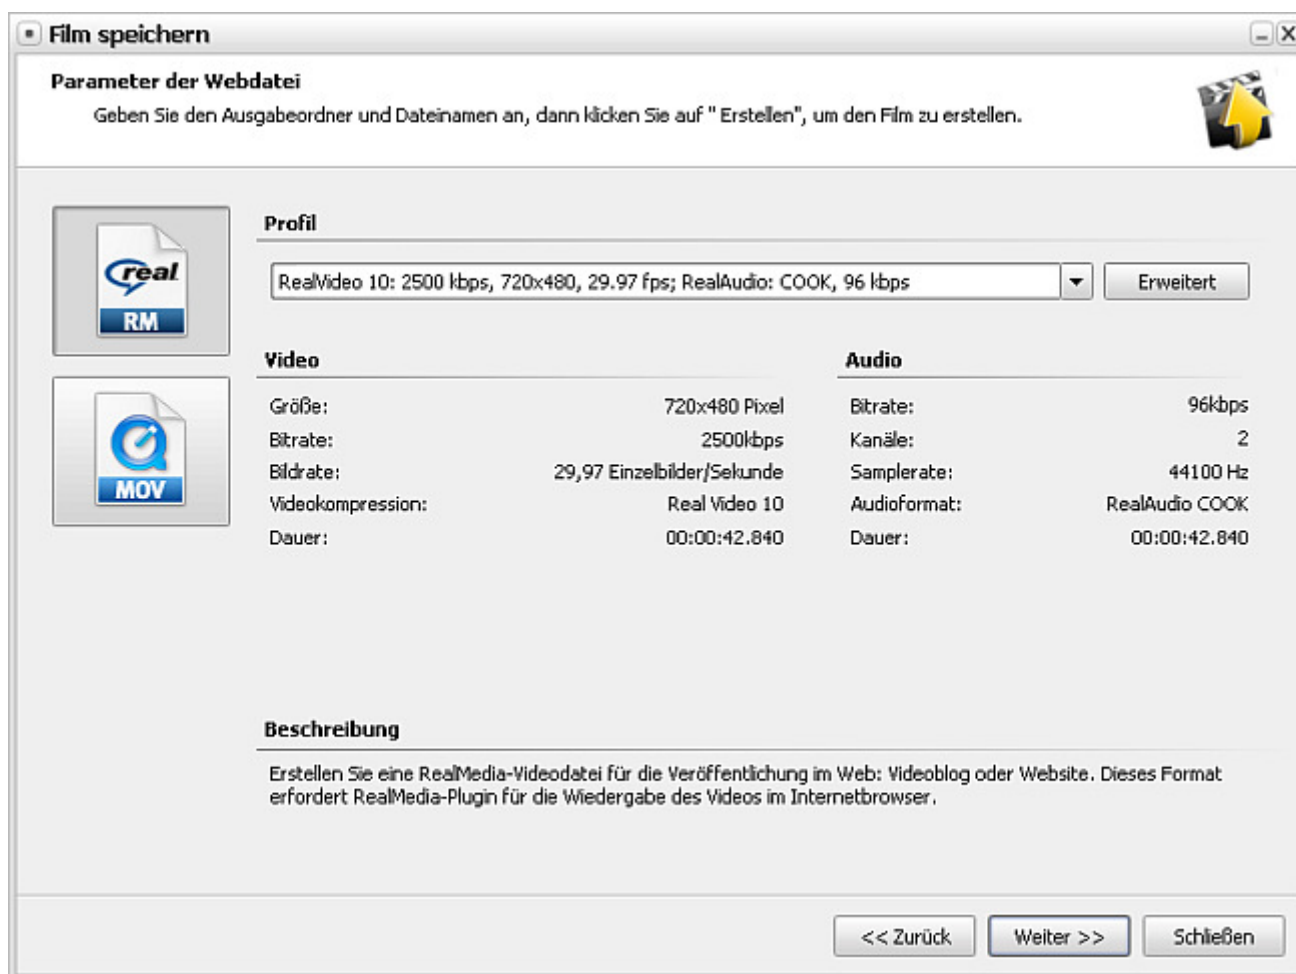 Film speichern
Parameter der Webdatei
Geben Sie den Ausgabeordner und Dateinamen an, dann klicken Sie auf " Erstellen", um den Film zu erstellen.
real
RM
MOV
Profil
RealVideo 10: 2500 kbps, 720x480, 29.97 fps; RealAudio: COOK, 96 kbps
Erweitert
Video
Größe: 720x480 Pixel
Bitrate: 2500kbps
Bildrate: 29,97 Einzelbilder/Sekunde
Videokompression: Real Video 10
Dauer: 00:00:42.840
Audio
Bitrate: 96kbps
Kanäle: 2
Samplerate: 44100 Hz
Audioformat: RealAudio COOK
Dauer: 00:00:42.840
Beschreibung
Erstellen Sie eine RealMedia-Videodatei für die Veröffentlichung im Web: Videoblog oder Website. Dieses Format
erfordert RealMedia-Plugin für die Wiedergabe des Videos im Internetbrowser.
<< Zurück
Weiter >>
Schließen